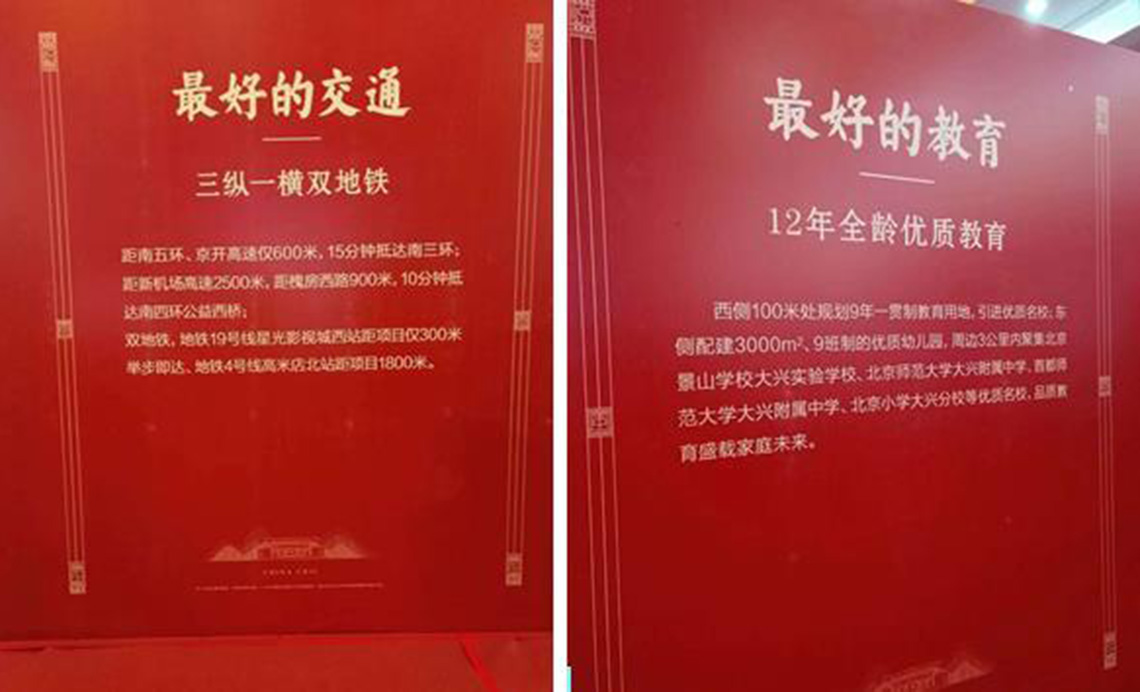 最好的交通
三纵一横双地铁
距南五环、京开高速仅600米，15分钟抵达南三环；
距新机场高速2500米，距槐房西路900米，10分钟抵
达南四环公益西桥；
双地铁，地铁19号线星光影视城西站距项目仅300米
举步即达、地铁4号线高米店北站距项目1800米。
最好的教育
12年全龄优质教育
西侧100米处规划9年一贯制教育用地，引进优质名校；东
侧配建3000m²、9班制的优质幼儿园，周边3公里内聚集北京
景山学校大兴实验学校、北京师范大学大兴附属中学、首都师
范大学大兴附属中学、北京小学大兴分校等优质名校，品质教
育盛载家庭未来。